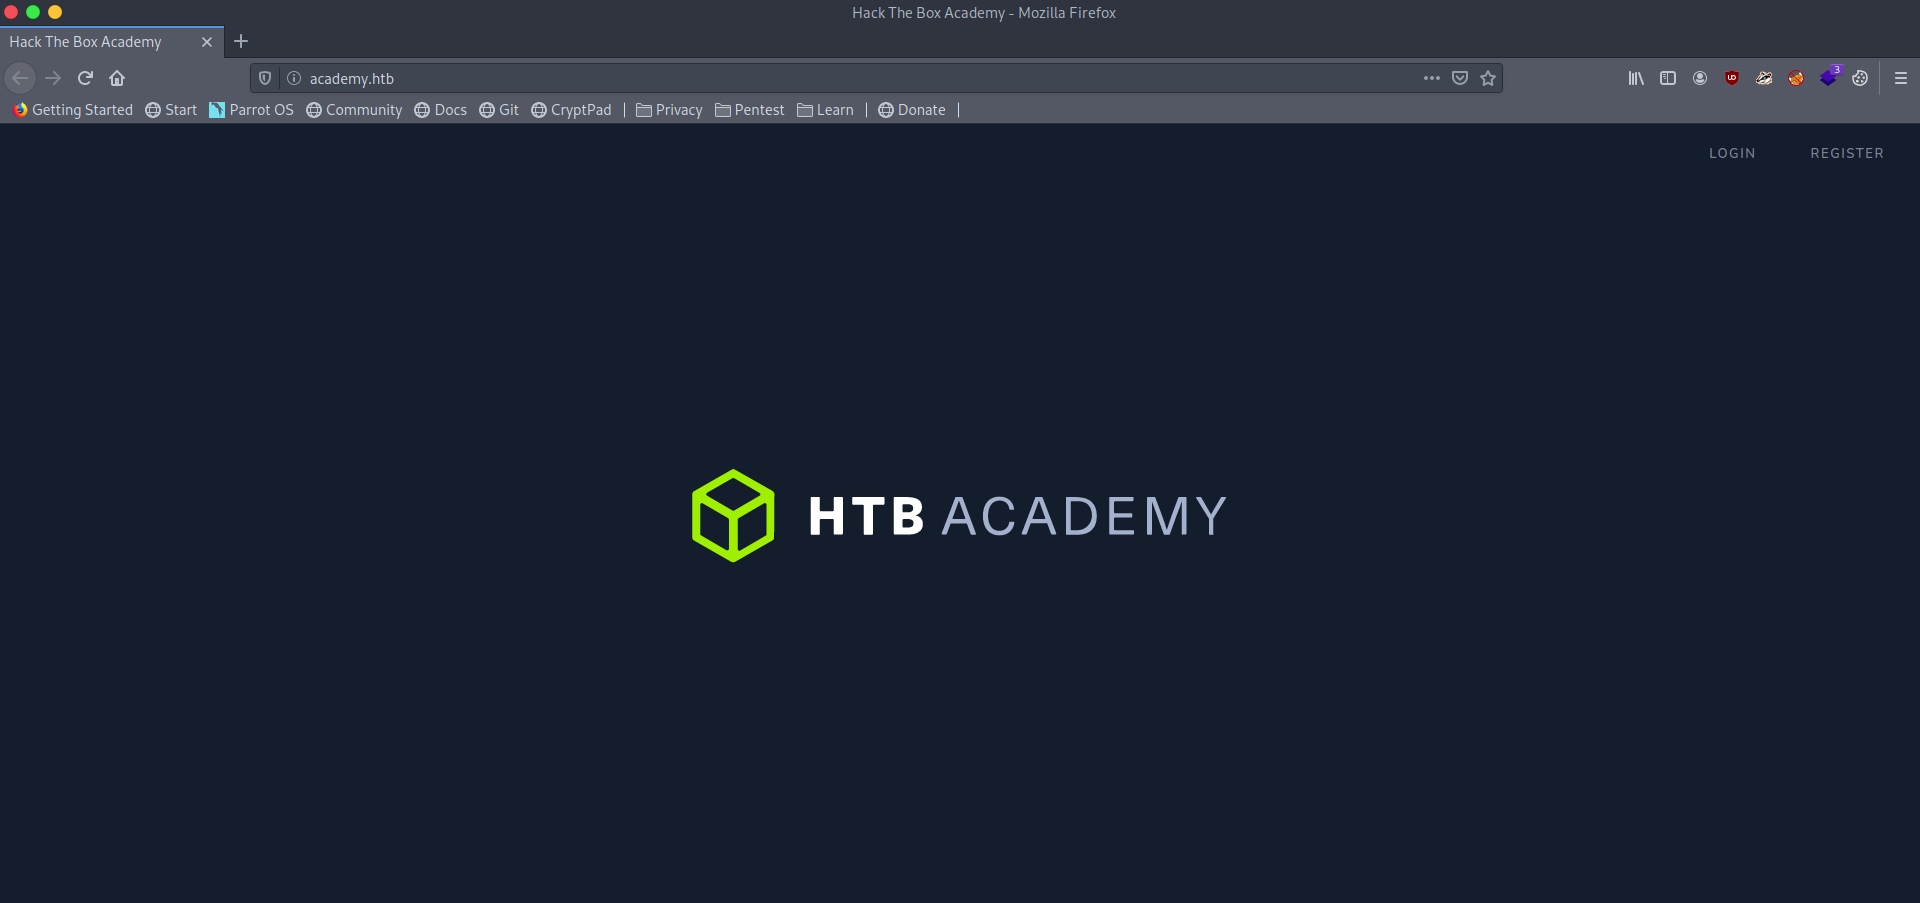 Hack The Box Academy - Mozilla Firefox
Hack The Box Academy
academy.htb
3
Getting Started Start Parrot OS Community Docs Git CryptPad | Privacy Pentest Learn | Donate |
LOGIN REGISTER
HTB ACADEMY